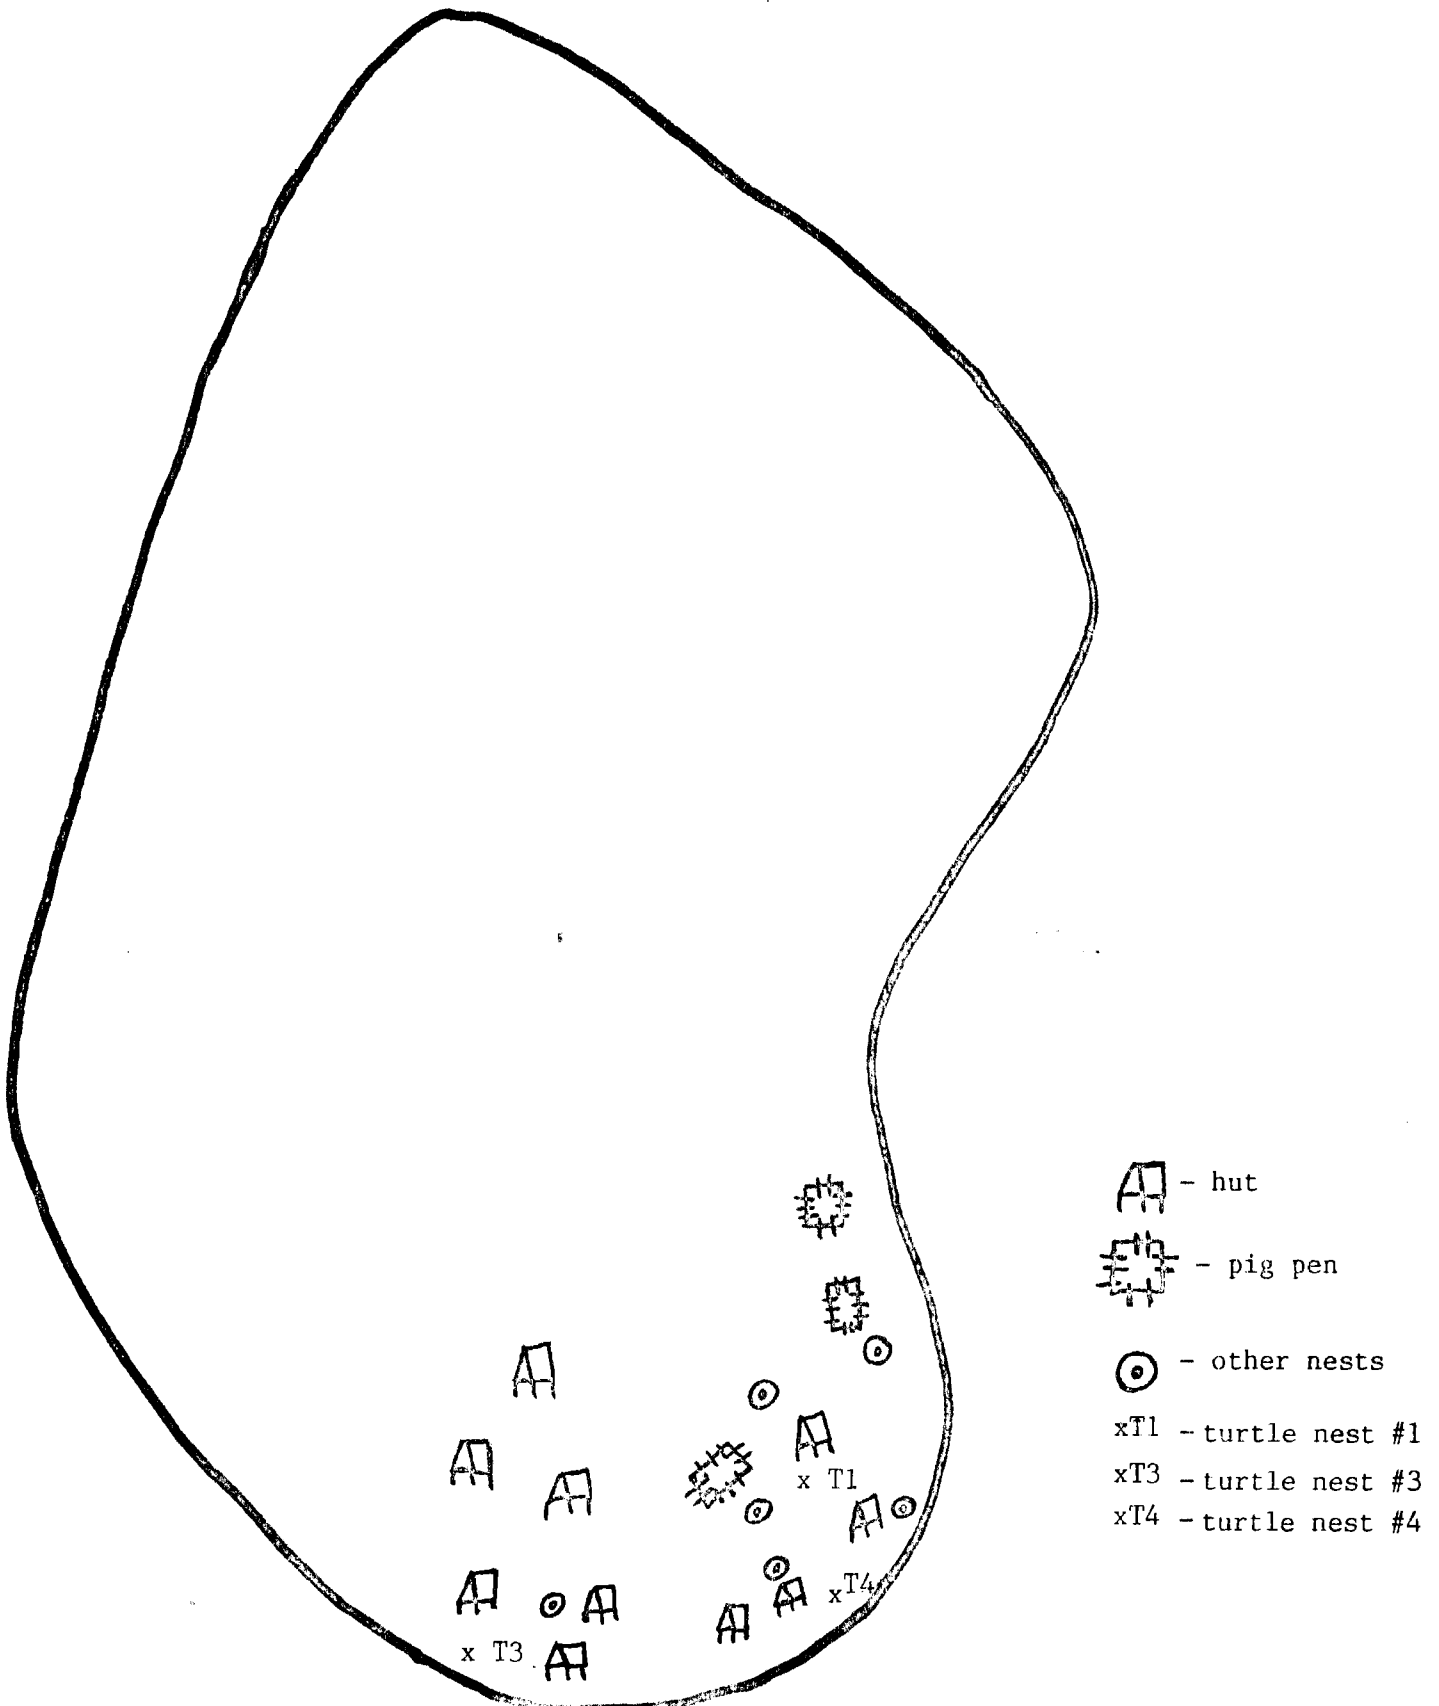 - hut
- pig pen
- other nests
xT1 - turtle nest #1
x T1
xT3 - turtle nest #3
xT4 - turtle nest #4
xT4
x T3